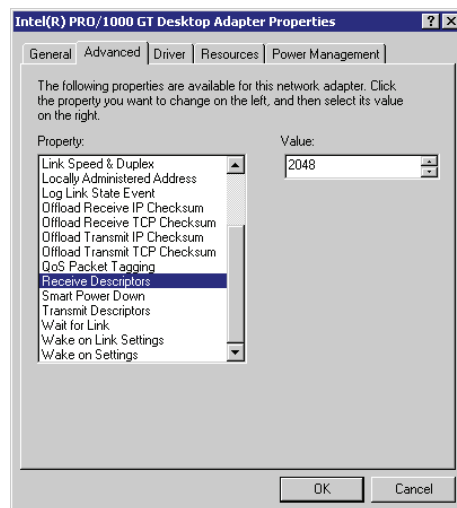 Intel(R) PRO/1000 GT Desktop Adapter Properties
General Advanced Driver Resources Power Management
The following properties are available for this network adapter. Click
the property you want to change on the left, and then select its value
on the right.
Property: Value:
Link Speed & Duplex 2048
Locally Administered Address
Log Link State Event
Offload Receive IP Checksum
Offload Receive TCP Checksum
Offload Transmit IP Checksum
Offload Transmit TCP Checksum
QoS Packet Tagging
Receive Descriptors
Smart Power Down
Transmit Descriptors
Wait for Link
Wake on Link Settings
Wake on Settings
OK Cancel